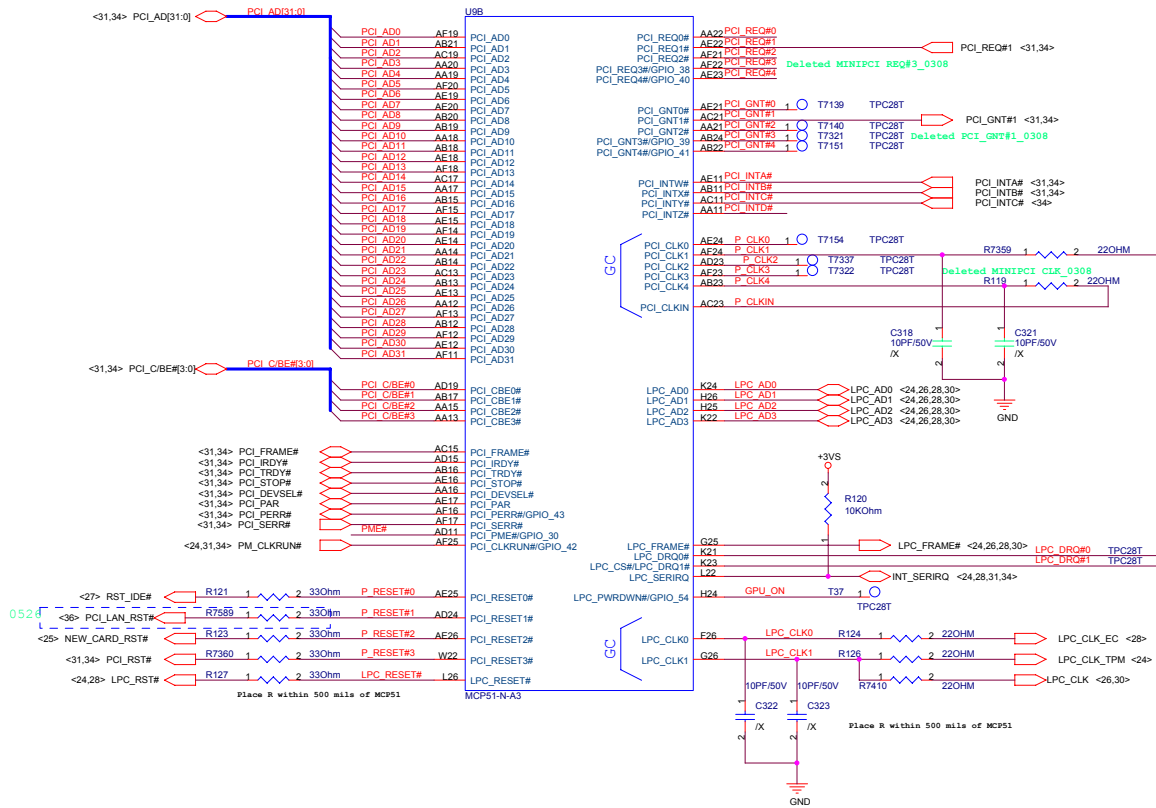 U9B
<31,34> PCI_AD[31:0] PCI_AD[31:0]
PCI_AD0 AF19 PCI_AD0
PCI_AD1 AB21 PCI_AD1
PCI_AD2 AC19 PCI_AD2
PCI_AD3 AA20 PCI_AD3
PCI_AD4 AA19 PCI_AD4
PCI_AD5 AF20 PCI_AD5
PCI_AD6 AE19 PCI_AD6
PCI_AD7 AE20 PCI_AD7
PCI_AD8 AB20 PCI_AD8
PCI_AD9 AB19 PCI_AD9
PCI_AD10 AA18 PCI_AD10
PCI_AD11 AB18 PCI_AD11
PCI_AD12 AE18 PCI_AD12
PCI_AD13 AF18 PCI_AD13
PCI_AD14 AC17 PCI_AD14
PCI_AD15 AA17 PCI_AD15
PCI_AD16 AB15 PCI_AD16
PCI_AD17 AF15 PCI_AD17
PCI_AD18 AE15 PCI_AD18
PCI_AD19 AF14 PCI_AD19
PCI_AD20 AE14 PCI_AD20
PCI_AD21 AA14 PCI_AD21
PCI_AD22 AB14 PCI_AD22
PCI_AD23 AC13 PCI_AD23
PCI_AD24 AB13 PCI_AD24
PCI_AD25 AE13 PCI_AD25
PCI_AD26 AA12 PCI_AD26
PCI_AD27 AF13 PCI_AD27
PCI_AD28 AB12 PCI_AD28
PCI_AD29 AF12 PCI_AD29
PCI_AD30 AE12 PCI_AD30
PCI_AD31 AF11 PCI_AD31
<31,34> PCI_C/BE#[3:0] PCI_C/BE#[3:0]
PCI_C/BE#0 AD19 PCI_CBE0#
PCI_C/BE#1 AB17 PCI_CBE1#
PCI_C/BE#2 AA15 PCI_CBE2#
PCI_C/BE#3 AA13 PCI_CBE3#
<31,34> PCI_FRAME# AC15 PCI_FRAME#
<31,34> PCI_IRDY# AD15 PCI_IRDY#
<31,34> PCI_TRDY# AB16 PCI_TRDY#
<31,34> PCI_STOP# AE16 PCI_STOP#
<31,34> PCI_DEVSEL# AA16 PCI_DEVSEL#
<31,34> PCI_PAR AE17 PCI_PAR
<31,34> PCI_PERR# AF16 PCI_PERR#/GPIO_43
<31,34> PCI_SERR# AF17 PCI_SERR#
PME# AD11 PCI_PME#/GPIO_30
<24,31,34> PM_CLKRUN# AF25 PCI_CLKRUN#/GPIO_42
<27> RST_IDE# R121 1 2 33Ohm P_RESET#0 AE25 PCI_RESET0#
0526
<36> PCI_LAN_RST# R7589 1 2 33Ohm P_RESET#1 AD24 PCI_RESET1#
<25> NEW_CARD_RST# R123 1 2 33Ohm P_RESET#2 AE26 PCI_RESET2#
<31,34> PCI_RST# R7360 1 2 33Ohm P_RESET#3 W22 PCI_RESET3#
<24,28> LPC_RST# R127 1 2 33Ohm LPC_RESET# L26 LPC_RESET#
Place R within 500 mils of MCP51
MCP51-N-A3
PCI_REQ0# AA22 PCI_REQ#0
PCI_REQ1# AE22 PCI_REQ#1 PCI_REQ#1 <31,34>
PCI_REQ2# AF21 PCI_REQ#2
PCI_REQ3#/GPIO_38 AF22 PCI_REQ#3 Deleted MINIPCI REQ#3_0308
PCI_REQ4#/GPIO_40 AE23 PCI_REQ#4
PCI_GNT0# AE21 PCI_GNT#0 1 T7139 TPC28T
PCI_GNT1# AC21 PCI_GNT#1 PCI_GNT#1 <31,34>
PCI_GNT2# AA21 PCI_GNT#2 1 T7140 TPC28T
PCI_GNT3#/GPIO_39 AB24 PCI_GNT#3 1 T7321 TPC28T Deleted PCI_GNT#1_0308
PCI_GNT4#/GPIO_41 AB22 PCI_GNT#4 1 T7151 TPC28T
PCI_INTW# AE11 PCI_INTA# PCI_INTA# <31,34>
PCI_INTX# AB11 PCI_INTB# PCI_INTB# <31,34>
PCI_INTY# AC11 PCI_INTC# PCI_INTC# <34>
PCI_INTZ# AA11 PCI_INTD#
GC
PCI_CLK0 AE24 P_CLK0 1 T7154 TPC28T
PCI_CLK1 AF24 P_CLK1 R7359 1 2 22OHM
PCI_CLK2 AD23 P_CLK2 1 T7337 TPC28T
PCI_CLK3 AF23 P_CLK3 1 T7322 TPC28T Deleted MINIPCI CLK_0308
PCI_CLK4 AB23 P_CLK4 R119 1 2 22OHM
PCI_CLKIN AC23 P_CLKIN
1 C318 10PF/50V /X 2
1 C321 10PF/50V /X 2
GND
LPC_AD0 K24 LPC_AD0 LPC_AD0 <24,26,28,30>
LPC_AD1 H26 LPC_AD1 LPC_AD1 <24,26,28,30>
LPC_AD2 H25 LPC_AD2 LPC_AD2 <24,26,28,30>
LPC_AD3 K22 LPC_AD3 LPC_AD3 <24,26,28,30>
+3VS
2 R120 10KOhm 1
LPC_FRAME# G25 LPC_FRAME# <24,26,28,30>
LPC_DRQ0# K21 LPC_DRQ#0 TPC28T
LPC_CS#/LPC_DRQ1# K23 LPC_DRQ#1 TPC28T
LPC_SERIRQ L22 INT_SERIRQ <24,28,31,34>
LPC_PWRDWN#/GPIO_54 H24 GPU_ON T37 1 TPC28T
GC
LPC_CLK0 F26 LPC_CLK0 R124 1 2 22OHM LPC_CLK_EC <28>
LPC_CLK1 G26 LPC_CLK1 R126 1 2 22OHM LPC_CLK_TPM <24>
R7410 1 2 22OHM LPC_CLK <26,30>
10PF/50V 1 C322 /X 2
10PF/50V 1 C323 /X 2
Place R within 500 mils of MCP51
GND